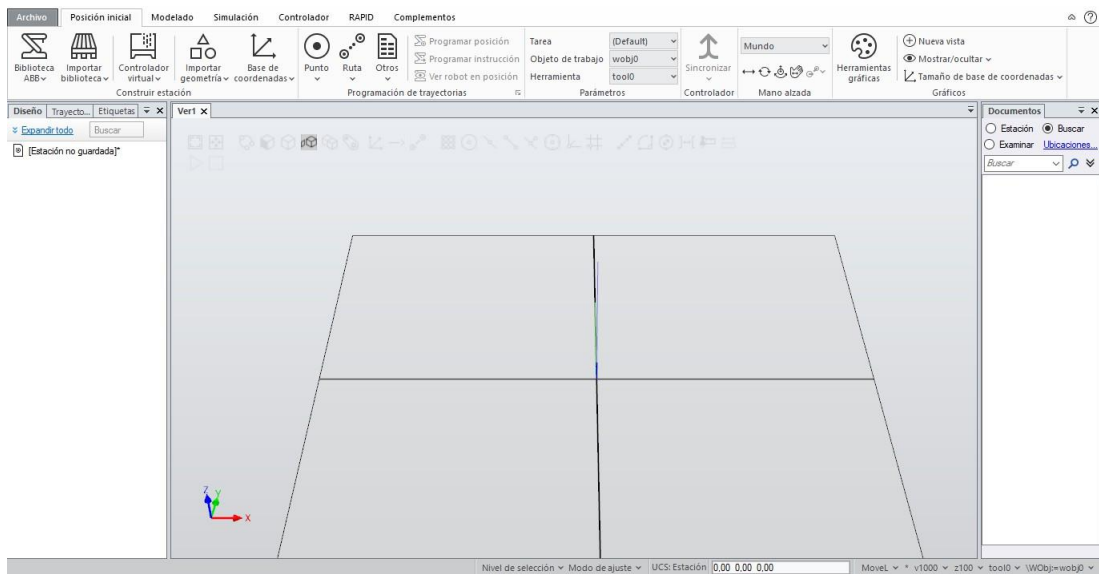 Archivo Posición inicial Modelado Simulación Controlador RAPID Complementos
Biblioteca ABB
Importar biblioteca
Controlador virtual
Importar geometría
Base de coordenadas
Construir estación
Punto
Ruta
Otros
Programar posición
Programar instrucción
Ver robot en posición
Programación de trayectorias
Tarea (Default)
Objeto de trabajo wobj0
Herramienta tool0
Parámetros
Sincronizar
Controlador
Mundo
Mano alzada
Herramientas gráficas
Nueva vista
Mostrar/ocultar
Tamaño de base de coordenadas
Gráficos
Diseño Trayecto... Etiquetas
Expandir todo Buscar
[Estación no guardada]*
Ver1
Z Y
X
Documentos
Estación Buscar
Examinar Ubicaciones...
Buscar
Nivel de selección Modo de ajuste UCS: Estación 0,00 0,00 0,00 MoveL * v1000 z100 tool0 \WObj:=wobj0